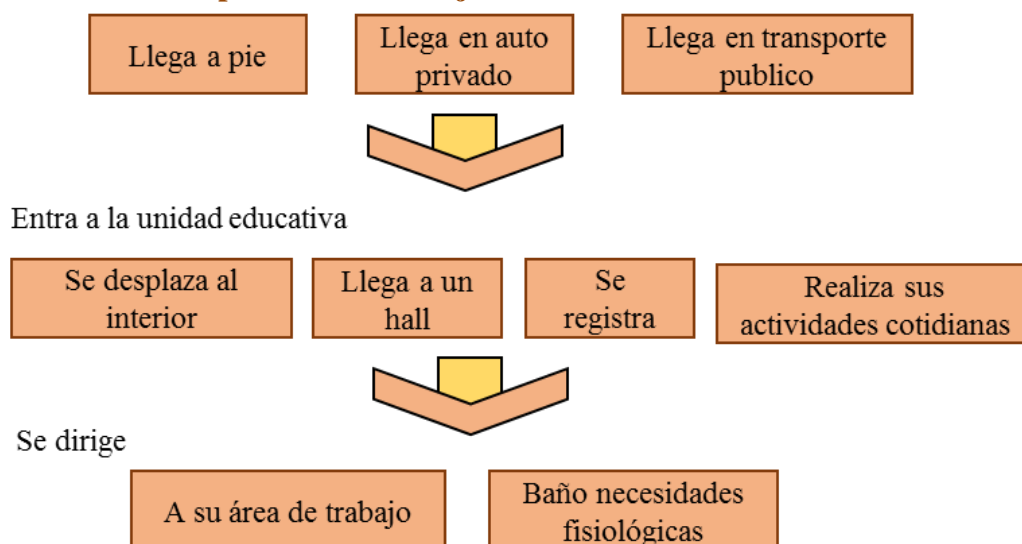 Llega a pie
Llega en auto
privado
Llega en transporte
publico
Entra a la unidad educativa
Se desplaza al
interior
Llega a un
hall
Se
registra
Realiza sus
actividades cotidianas
Se dirige
A su área de trabajo
Baño necesidades
fisiológicas